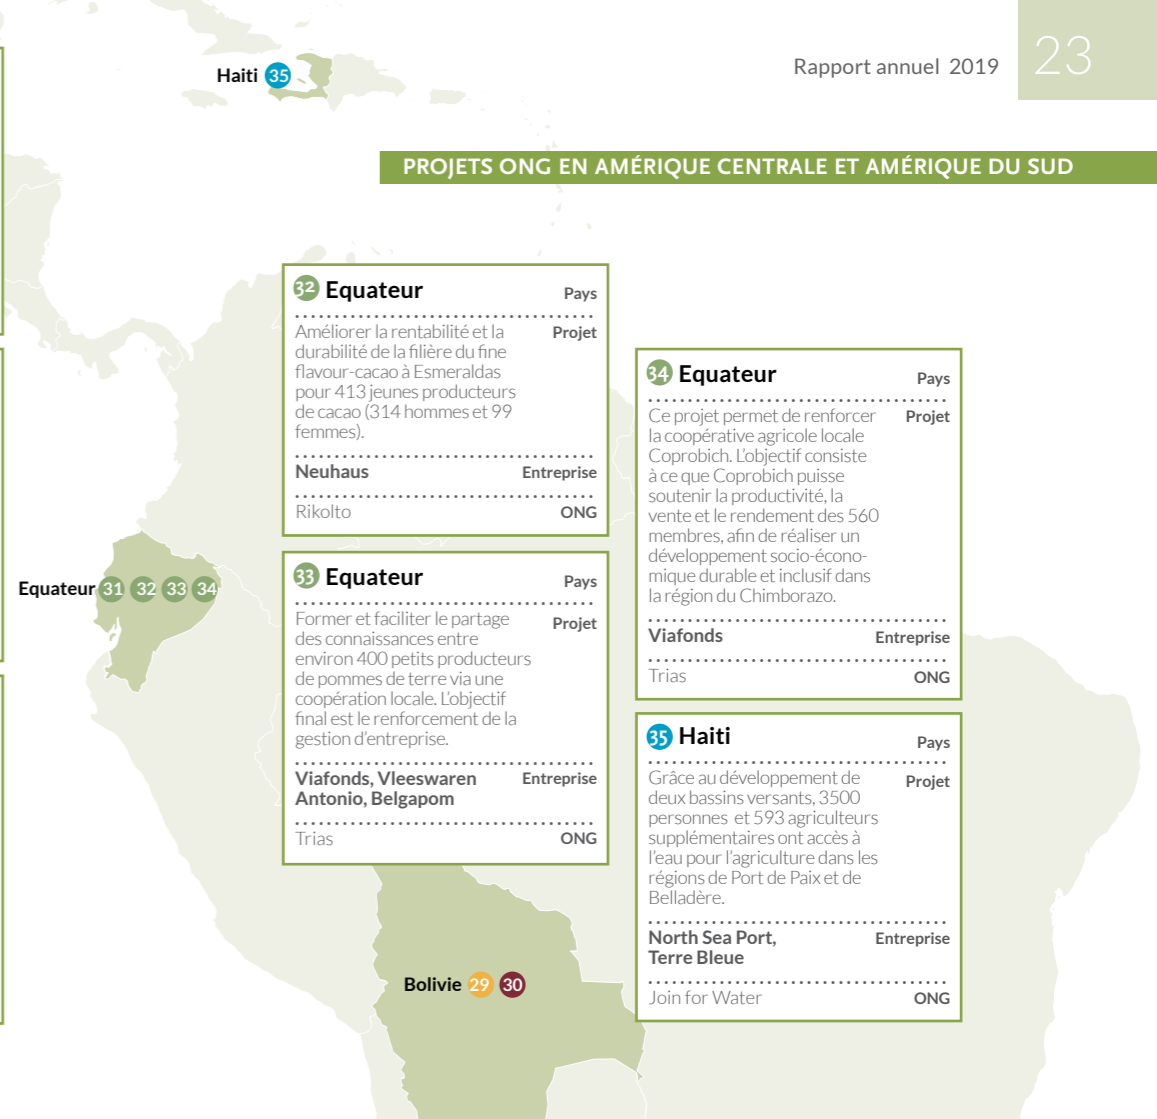 Rapport annuel 2019
23
Haiti 35
PROJETS ONG EN AMÉRIQUE CENTRALE ET AMÉRIQUE DU SUD
32 Equateur Pays
Améliorer la rentabilité et la Projet
durabilité de la filière du fine
flavour-cacao à Esmeraldas
pour 413 jeunes producteurs
de cacao (314 hommes et 99
femmes).
Neuhaus Entreprise
Rikolto ONG
33 Equateur Pays
Former et faciliter le partage Projet
des connaissances entre
environ 400 petits producteurs
de pommes de terre via une
coopération locale. L'objectif
final est le renforcement de la
gestion d'entreprise.
Viafonds, Vleeswaren Entreprise
Antonio, Belgapom
Trias ONG
34 Equateur Pays
Ce projet permet de renforcer Projet
la coopérative agricole locale
Coprobich. L'objectif consiste
à ce que Coprobich puisse
soutenir la productivité, la
vente et le rendement des 560
membres, afin de réaliser un
développement socio-écono-
mique durable et inclusif dans
la région du Chimborazo.
Viafonds Entreprise
Trias ONG
35 Haiti Pays
Grâce au développement de Projet
deux bassins versants, 3500
personnes et 593 agriculteurs
supplémentaires ont accès à
l'eau pour l'agriculture dans les
régions de Port de Paix et de
Belladère.
North Sea Port, Entreprise
Terre Bleue
Join for Water ONG
Equateur 31 32 33 34
Bolivie 29 30